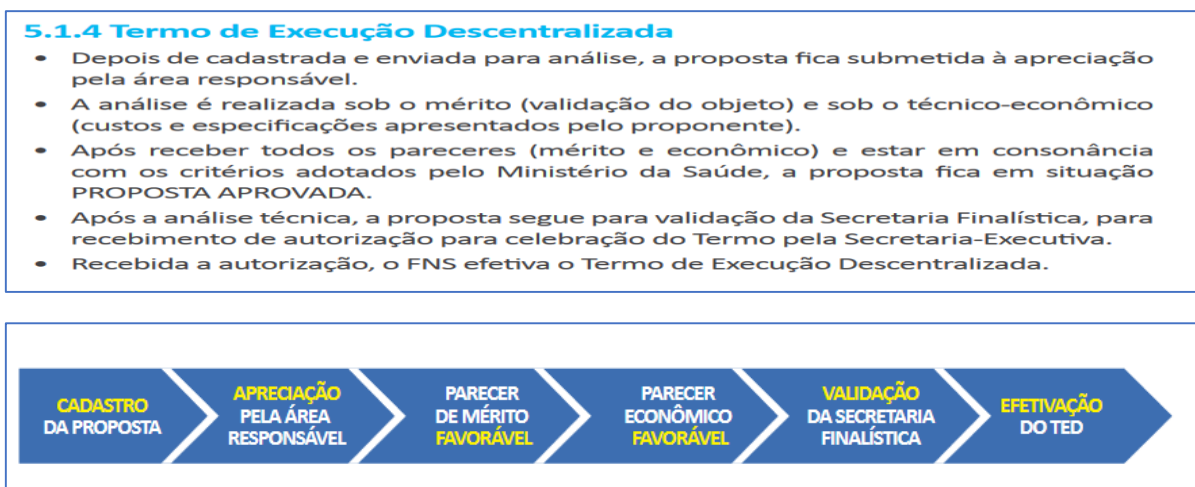 5.1.4 Termo de Execução Descentralizada
• Depois de cadastrada e enviada para análise, a proposta fica submetida à apreciação
pela área responsável.
• A análise é realizada sob o mérito (validação do objeto) e sob o técnico-econômico
(custos e especificações apresentados pelo proponente).
• Após receber todos os pareceres (mérito e econômico) e estar em consonância
com os critérios adotados pelo Ministério da Saúde, a proposta fica em situação
PROPOSTA APROVADA.
• Após a análise técnica, a proposta segue para validação da Secretaria Finalística, para
recebimento de autorização para celebração do Termo pela Secretaria-Executiva.
• Recebida a autorização, o FNS efetiva o Termo de Execução Descentralizada.
CADASTRO
DA PROPOSTA
APRECIAÇÃO
PELA ÁREA
RESPONSÁVEL
PARECER
DE MÉRITO
FAVORÁVEL
PARECER
ECONÔMICO
FAVORÁVEL
VALIDAÇÃO
DA SECRETARIA
FINALÍSTICA
EFETIVAÇÃO
DO TED